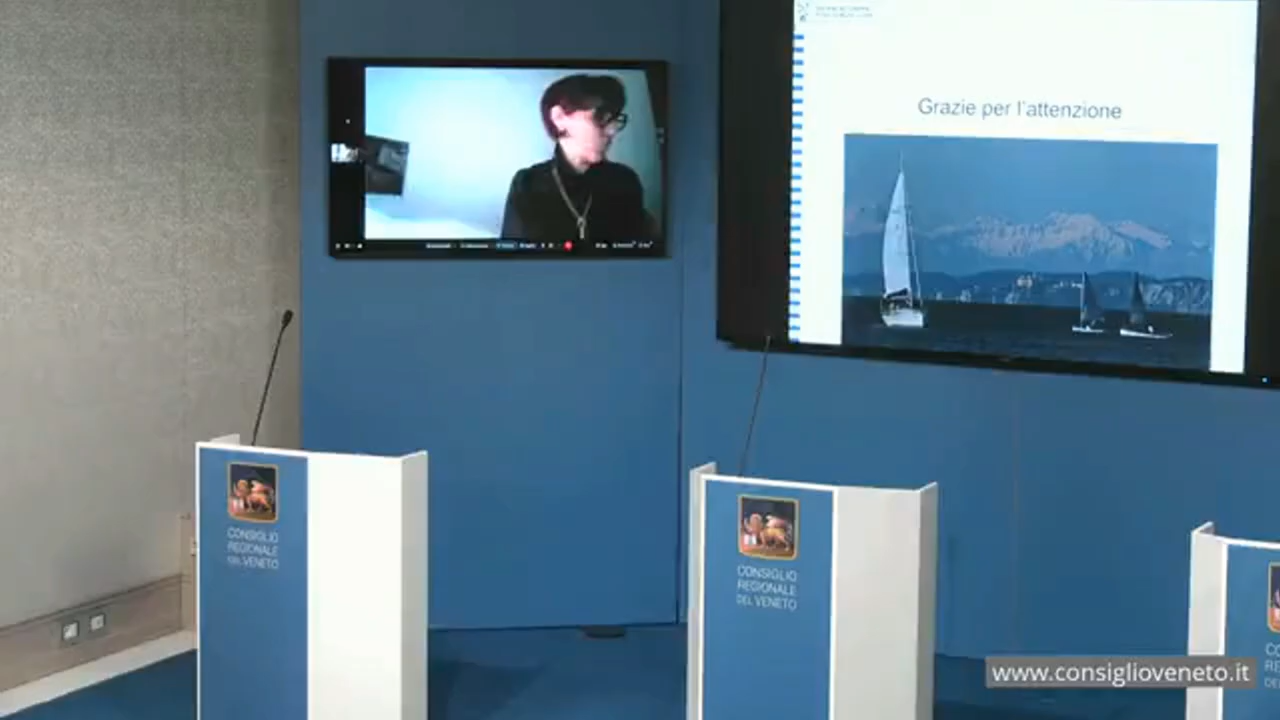 Grazie per l'attenzione
CONSIGLIO
REGIONALE
DEL VENETO
CONSIGLIO
REGIONALE
DEL VENETO
www.consiglioveneto.it